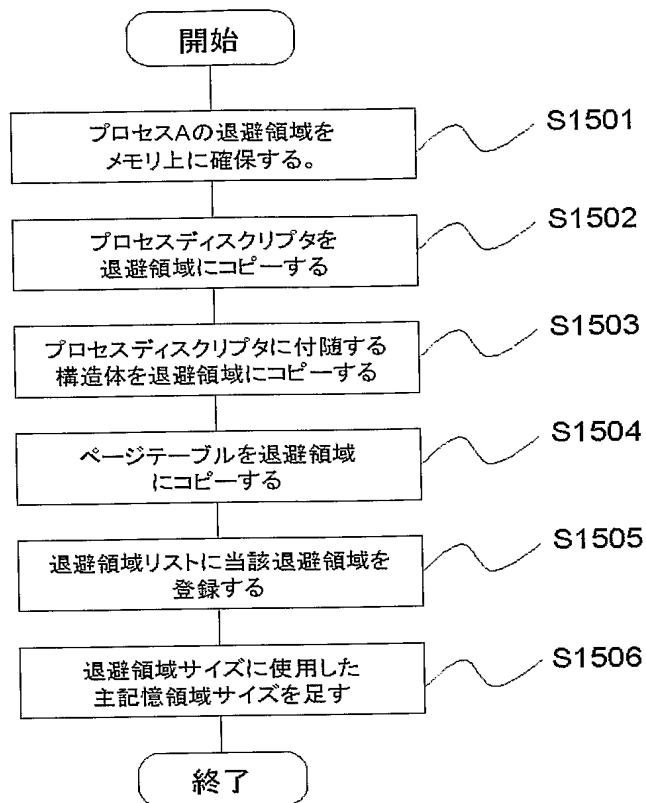 開始
プロセスAの退避領域を
メモリ上に確保する。
S1501
プロセスディスクリプタを
退避領域にコピーする
S1502
プロセスディスクリプタに付随する
構造体を退避領域にコピーする
S1503
ページテーブルを退避領域
にコピーする
S1504
退避領域リストに当該退避領域を
登録する
S1505
退避領域サイズに使用した
主記憶領域サイズを足す
S1506
終了